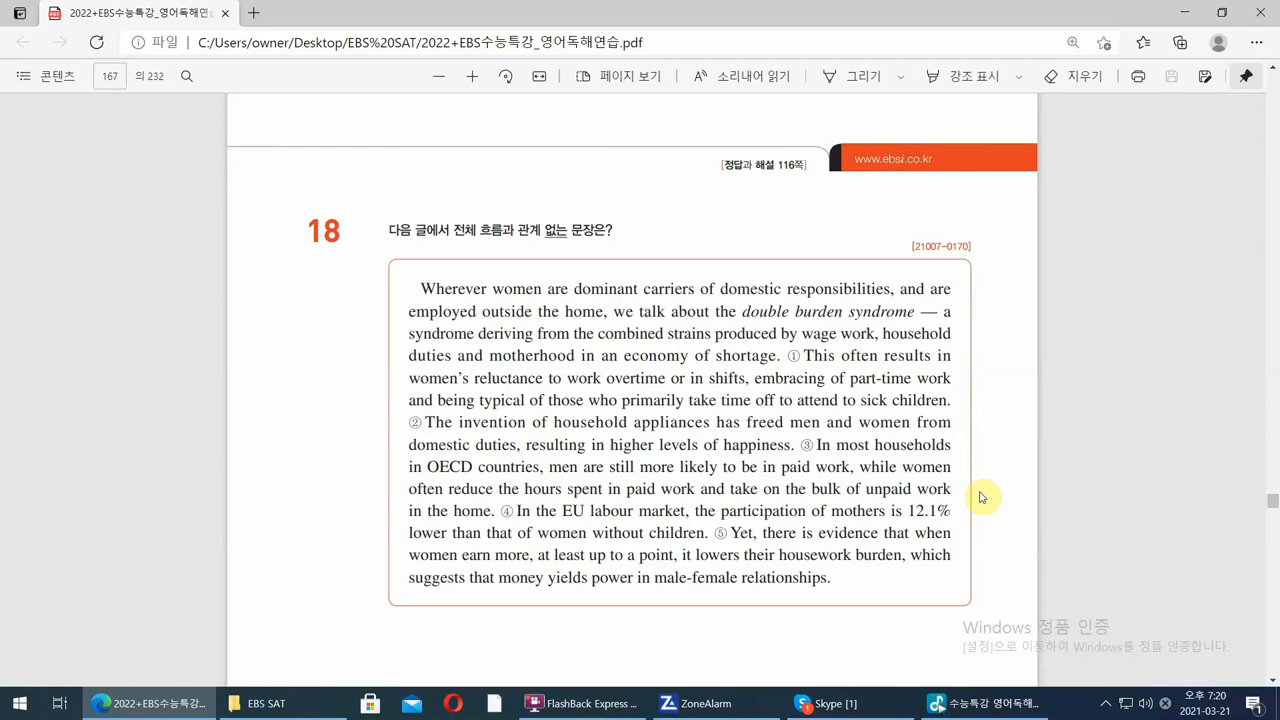 2022+EBS수능특강_영어독해연습
파일 C:/Users/owner/Desktop/EBS%20SAT/2022+EBS수능특강_영어독해연습.pdf
콘텐츠 167 의 232 페이지 보기 소리내어 읽기 그리기 강조 표시 지우기
[정답과 해설 116쪽] www.ebsi.co.kr
18 다음 글에서 전체 흐름과 관계 없는 문장은?
[21007-0170]
Wherever women are dominant carriers of domestic responsibilities, and are
employed outside the home, we talk about the double burden syndrome — a
syndrome deriving from the combined strains produced by wage work, household
duties and motherhood in an economy of shortage. ① This often results in
women's reluctance to work overtime or in shifts, embracing of part-time work
and being typical of those who primarily take time off to attend to sick children.
② The invention of household appliances has freed men and women from
domestic duties, resulting in higher levels of happiness. ③ In most households
in OECD countries, men are still more likely to be in paid work, while women
often reduce the hours spent in paid work and take on the bulk of unpaid work
in the home. ④ In the EU labour market, the participation of mothers is 12.1%
lower than that of women without children. ⑤ Yet, there is evidence that when
women earn more, at least up to a point, it lowers their housework burden, which
suggests that money yields power in male-female relationships.
Windows 정품 인증
[설정]으로 이동하여 Windows를 정품 인증합니다.
2022+EBS수능특강... EBS SAT FlashBack Express ... ZoneAlarm Skype [1] 수능특강 영어독해... 오후 7:20
2021-03-21